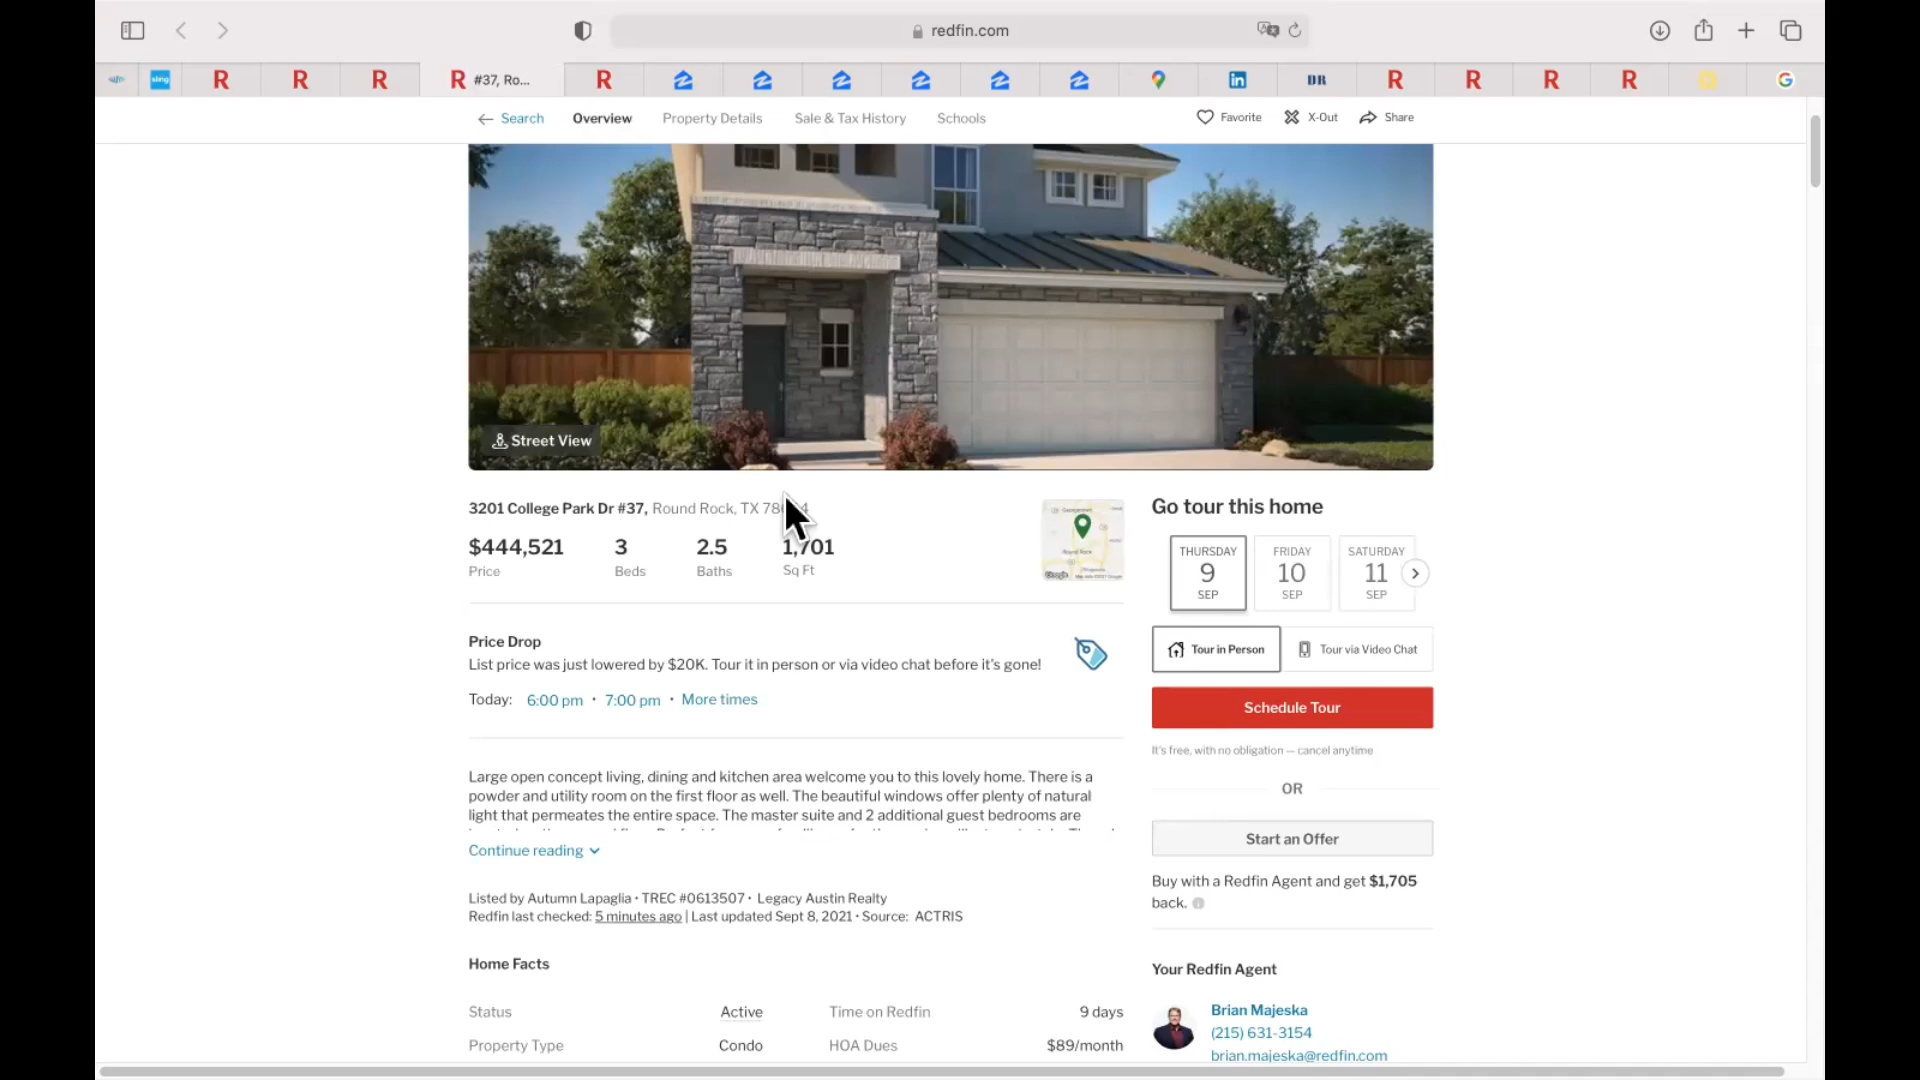 redfin.com
sling
R
R
R
R #37, Ro...
R
in
DR
R
R
R
R
G
Search
Overview
Property Details
Sale & Tax History
Schools
Favorite
X-Out
Share
Street View
3201 College Park Dr #37, Round Rock, TX
$444,521
3
2.5
1,701
Price
Beds
Baths
Sq Ft
Go tour this home
THURSDAY
9
SEP
FRIDAY
10
SEP
SATURDAY
11
SEP
Tour in Person
Tour via Video Chat
Schedule Tour
It's free, with no obligation — cancel anytime
OR
Start an Offer
Buy with a Redfin Agent and get $1,705
back.
Price Drop
List price was just lowered by $20K. Tour it in person or via video chat before it's gone!
Today: 6:00 pm • 7:00 pm • More times
Large open concept living, dining and kitchen area welcome you to this lovely home. There is a
powder and utility room on the first floor as well. The beautiful windows offer plenty of natural
light that permeates the entire space. The master suite and 2 additional guest bedrooms are
Continue reading
Listed by Autumn Lapaglia • TREC #0613507 • Legacy Austin Realty
Redfin last checked: 5 minutes ago | Last updated Sept 8, 2021 • Source: ACTRIS
Home Facts
Status
Active
Time on Redfin
9 days
Property Type
Condo
HOA Dues
$89/month
Your Redfin Agent
Brian Majeska
(215) 631-3154
brian.majeska@redfin.com